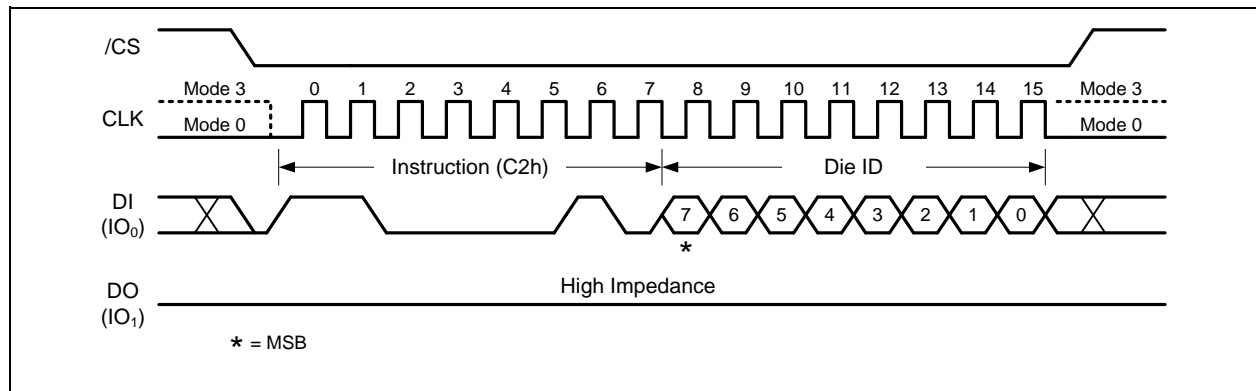 /CS
Mode 3 0 1 2 3 4 5 6 7 8 9 10 11 12 13 14 15 Mode 3
CLK
Mode 0 Mode 0
Instruction (C2h) Die ID
DI
(IO₀)
7 6 5 4 3 2 1 0
*
High Impedance
DO
(IO₁)
* = MSB